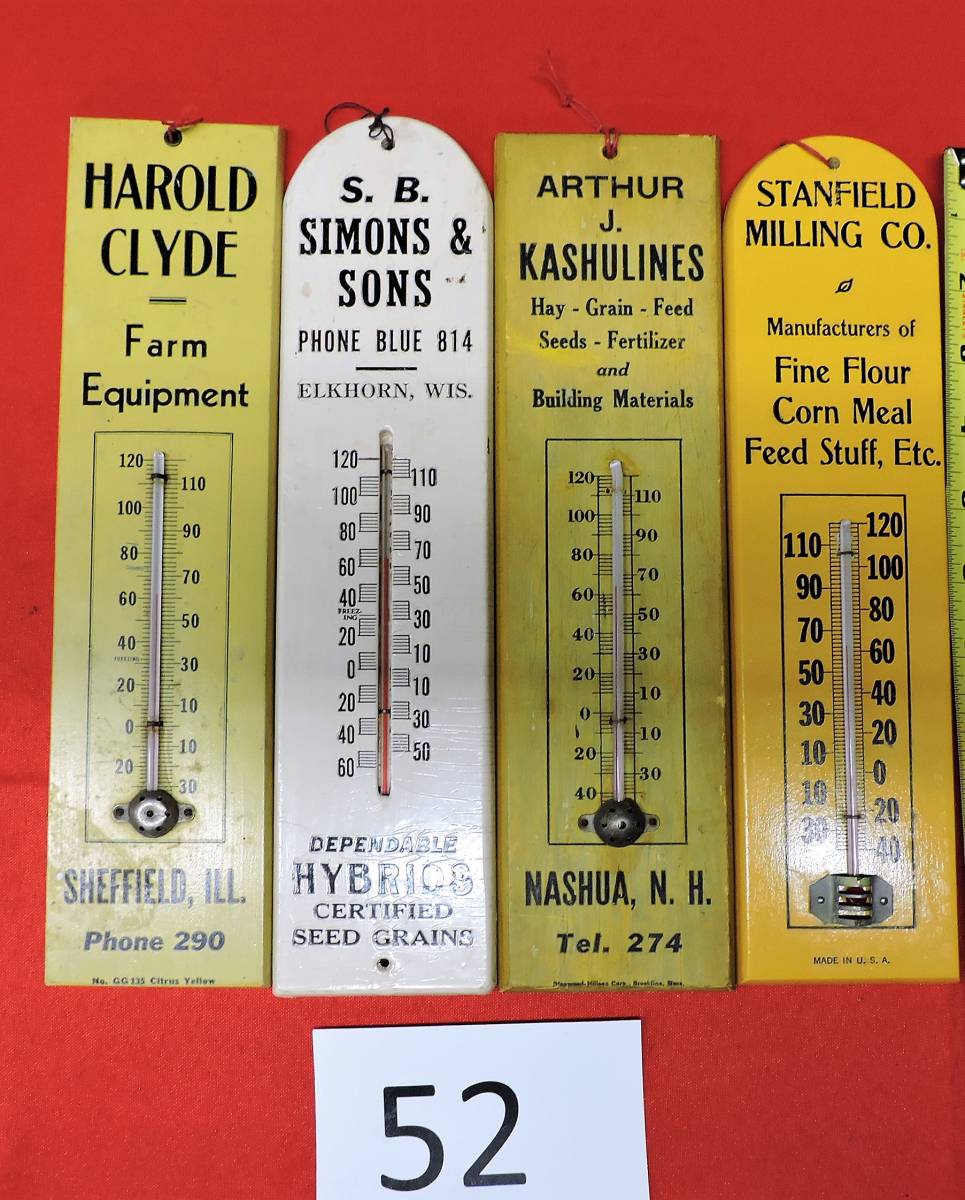 HAROLD
CLYDE
Farm
Equipment
120
110
100
90
80
70
60
50
40
30
FREEZING
20
10
0
10
20
30
SHEFFIELD, ILL.
Phone 290
No. GG 135 Citrus Yellow
S. B.
SIMONS &
SONS
PHONE BLUE 814
ELKHORN, WIS.
120
110
100
90
80
70
60
50
40
FREEZ-
ING
30
20
10
0
10
20
30
40
50
60
DEPENDABLE
HYBRIDS
CERTIFIED
SEED GRAINS
ARTHUR
J.
KASHULINES
Hay - Grain - Feed
Seeds - Fertilizer
and
Building Materials
120
110
100
90
80
70
60
50
40
30
20
10
0
20
30
40
NASHUA, N. H.
Tel. 274
Brookline, Mass.
STANFIELD
MILLING CO.
Manufacturers of
Fine Flour
Corn Meal
Feed Stuff, Etc.
120
110
100
90
80
70
60
50
40
30
20
10
0
10
20
30
40
MADE IN U. S. A.
52